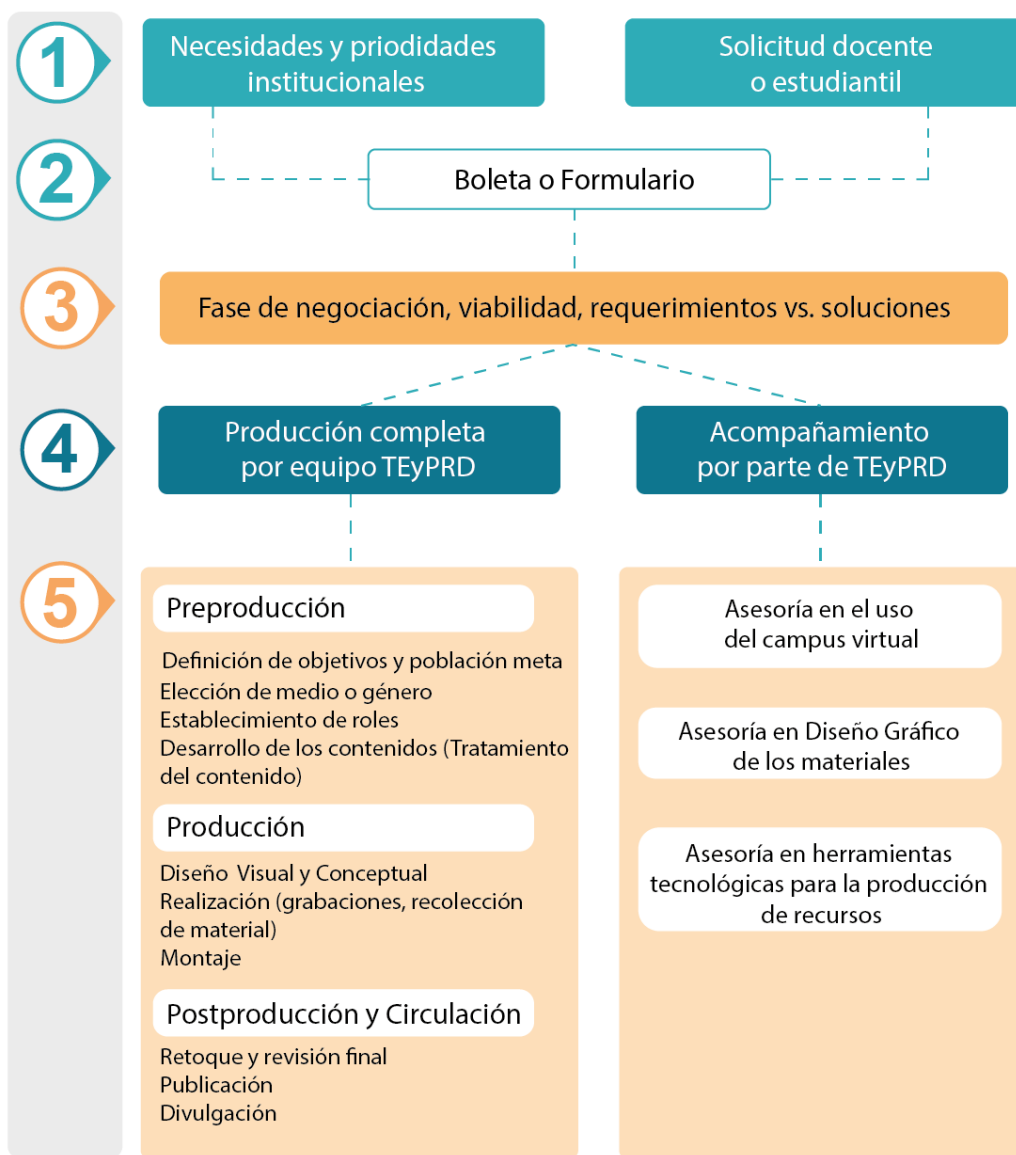 1
Necesidades y priodidades
institucionales
Solicitud docente
o estudiantil
2
Boleta o Formulario
3
Fase de negociación, viabilidad, requerimientos vs. soluciones
4
Producción completa
por equipo TEyPRD
Acompañamiento
por parte de TEyPRD
5
Preproducción
Definición de objetivos y población meta
Elección de medio o género
Establecimiento de roles
Desarrollo de los contenidos (Tratamiento
del contenido)
Producción
Diseño Visual y Conceptual
Realización (grabaciones, recolección
de material)
Montaje
Postproducción y Circulación
Retoque y revisión final
Publicación
Divulgación
Asesoría en el uso
del campus virtual
Asesoría en Diseño Gráfico
de los materiales
Asesoría en herramientas
tecnológicas para la producción
de recursos